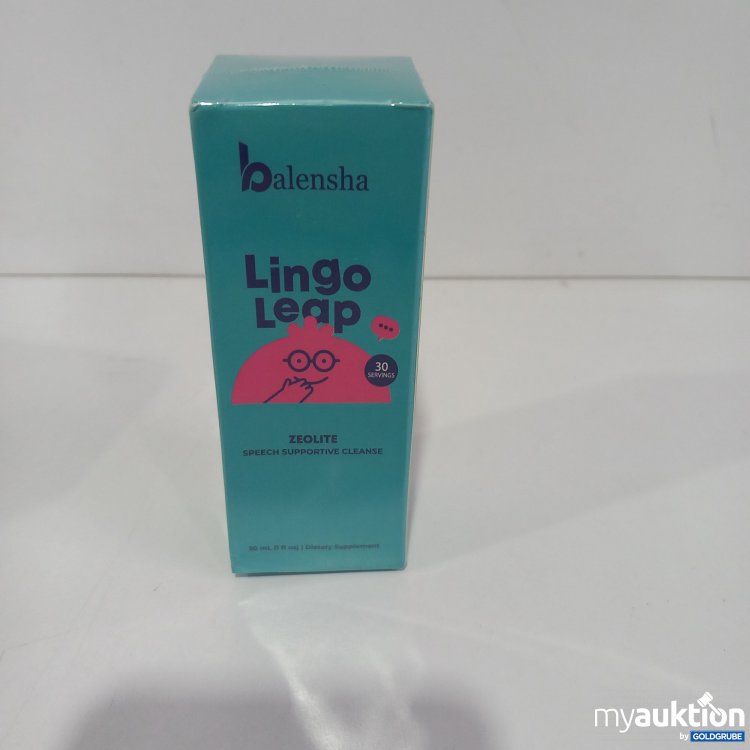 balensha
Lingo
Leap
30
SERVINGS
ZEOLITE
SPEECH SUPPORTIVE CLEANSE
30 mL (1 fl oz) | Dietary Supplement
myauktion
by GOLDGRUBE